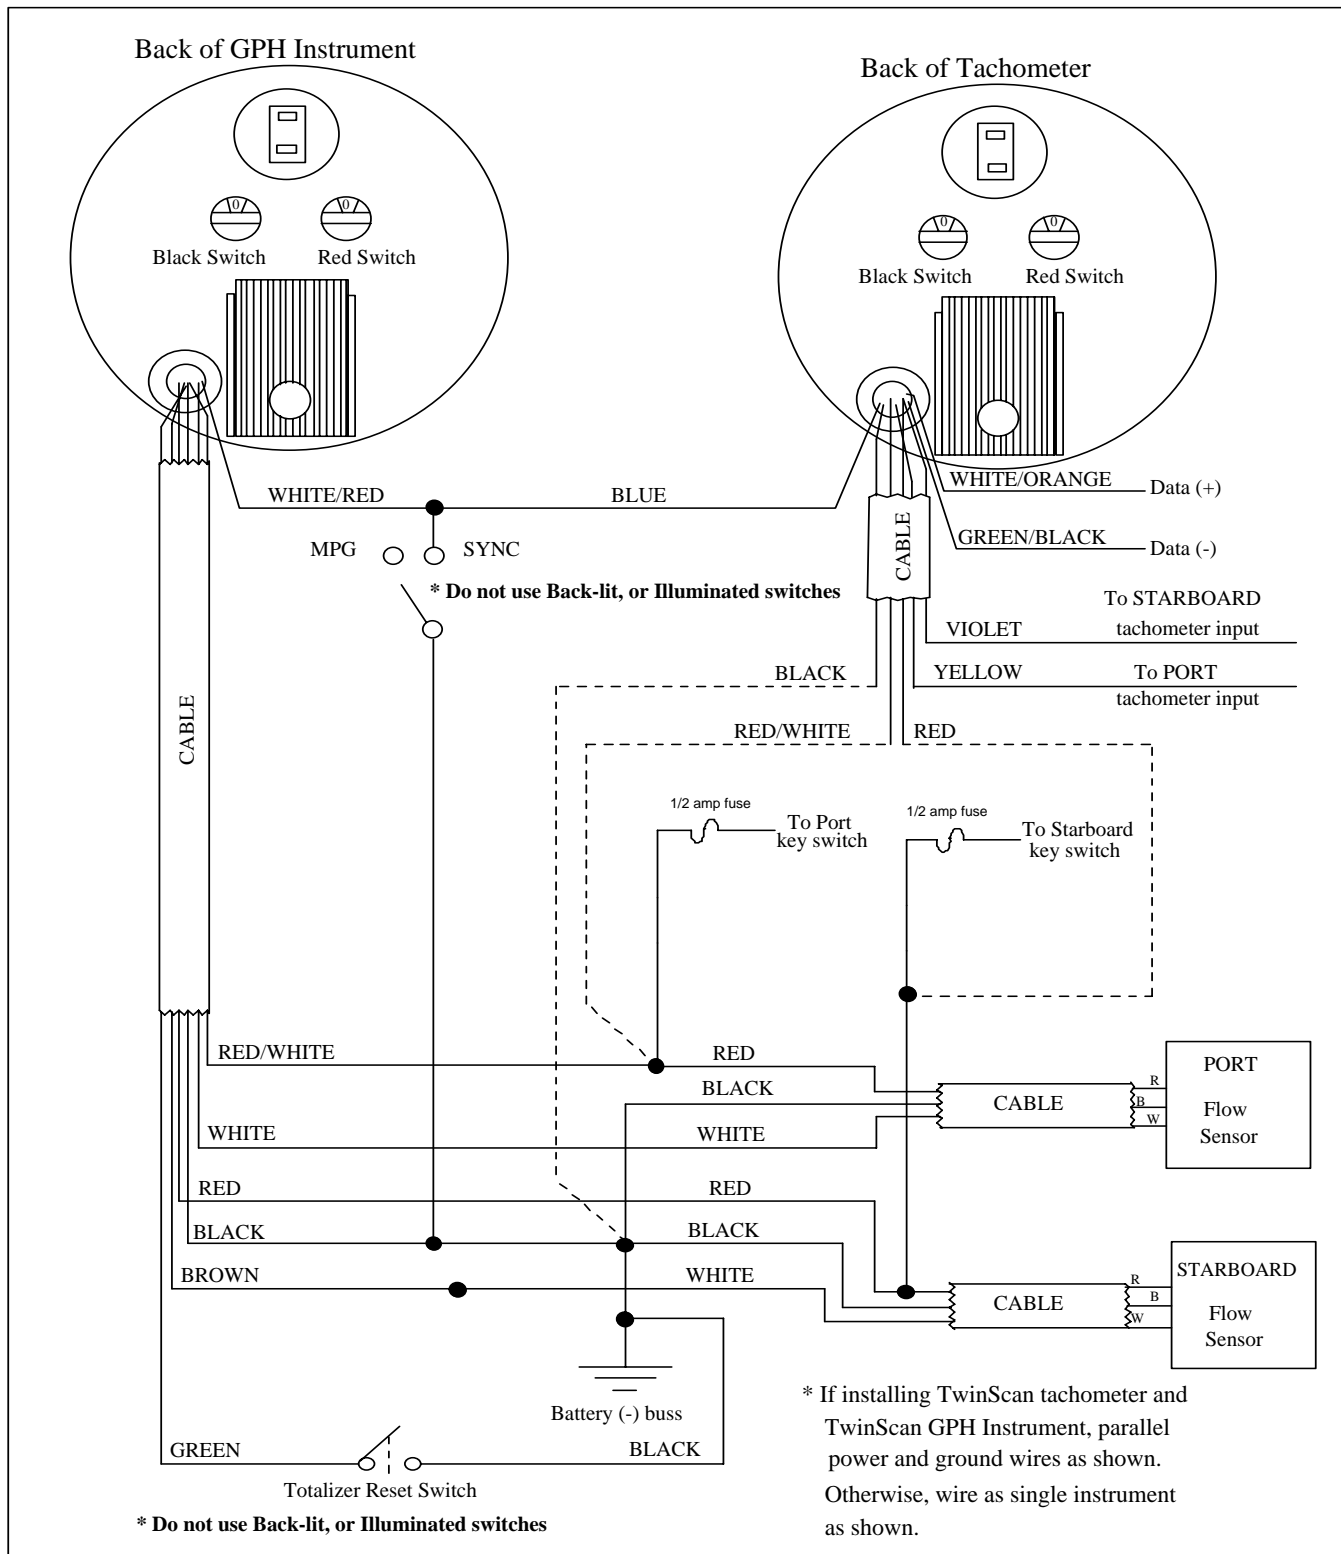 Back of GPH Instrument
Back of Tachometer
0
0
Black Switch
Red Switch
0
0
Black Switch
Red Switch
WHITE/RED
BLUE
WHITE/ORANGE
Data (+)
GREEN/BLACK
Data (-)
CABLE
MPG
SYNC
* Do not use Back-lit, or Illuminated switches
To STARBOARD
VIOLET
tachometer input
BLACK
YELLOW
To PORT
tachometer input
CABLE
RED/WHITE
RED
1/2 amp fuse
To Port
key switch
1/2 amp fuse
To Starboard
key switch
RED/WHITE
RED
BLACK
WHITE
WHITE
CABLE
R
B
W
PORT
Flow
Sensor
RED
RED
BLACK
BLACK
BROWN
WHITE
CABLE
R
B
W
STARBOARD
Flow
Sensor
Battery (-) buss
GREEN
BLACK
Totalizer Reset Switch
* Do not use Back-lit, or Illuminated switches
* If installing TwinScan tachometer and
TwinScan GPH Instrument, parallel
power and ground wires as shown.
Otherwise, wire as single instrument
as shown.